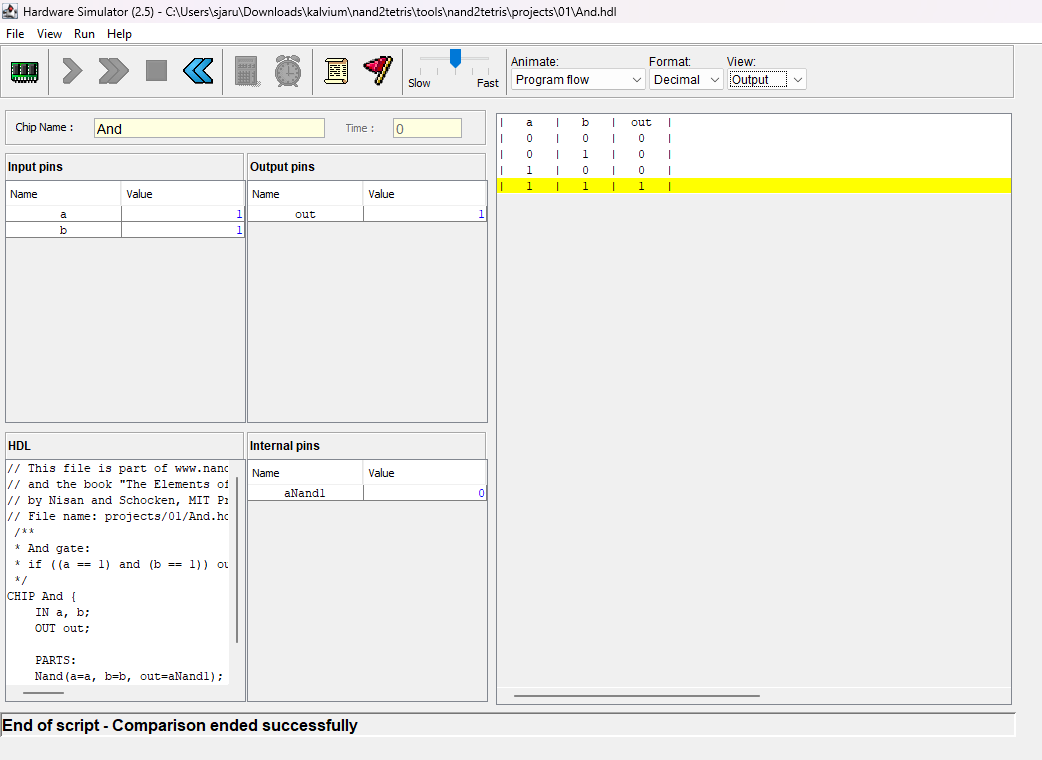 Hardware Simulator (2.5) - C:\Users\sjaru\Downloads\kalvium\nand2tetris\tools\nand2tetris\projects\01\And.hdl
File View Run Help
Slow Fast
Animate: Format: View:
Program flow Decimal Output
Chip Name : And Time : 0
Input pins
Name Value
a 1
b 1
Output pins
Name Value
out 1
| a | b | out |
| 0 | 0 | 0 |
| 0 | 1 | 0 |
| 1 | 0 | 0 |
| 1 | 1 | 1 |
HDL
// This file is part of www.nand
// and the book "The Elements of
// by Nisan and Schocken, MIT Pr
// File name: projects/01/And.hd
/**
* And gate:
* if ((a == 1) and (b == 1)) ou
*/
CHIP And {
IN a, b;
OUT out;
PARTS:
Nand(a=a, b=b, out=aNand1);
Internal pins
Name Value
aNand1 0
End of script - Comparison ended successfully